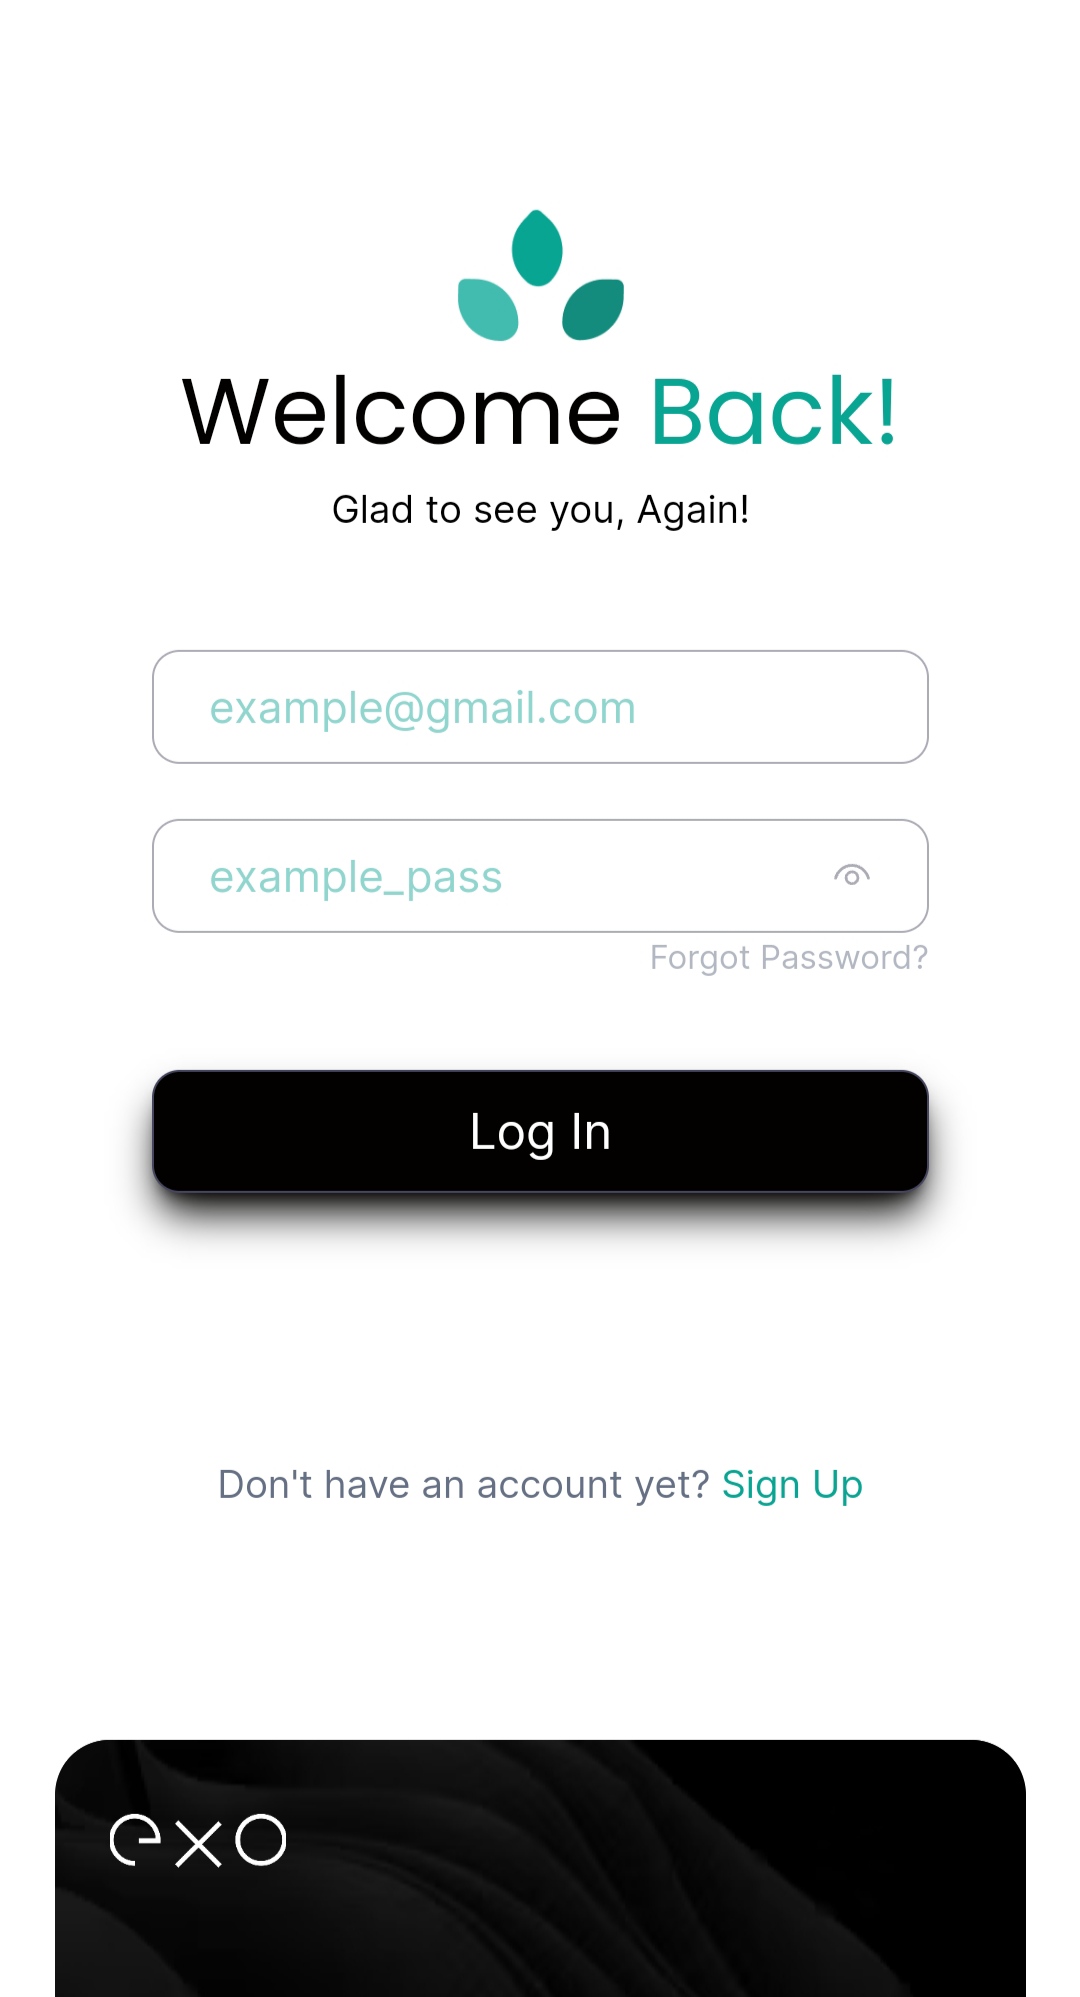 Welcome Back!
Glad to see you, Again!
example@gmail.com
example_pass
Forgot Password?
Log In
Don't have an account yet? Sign Up
exo